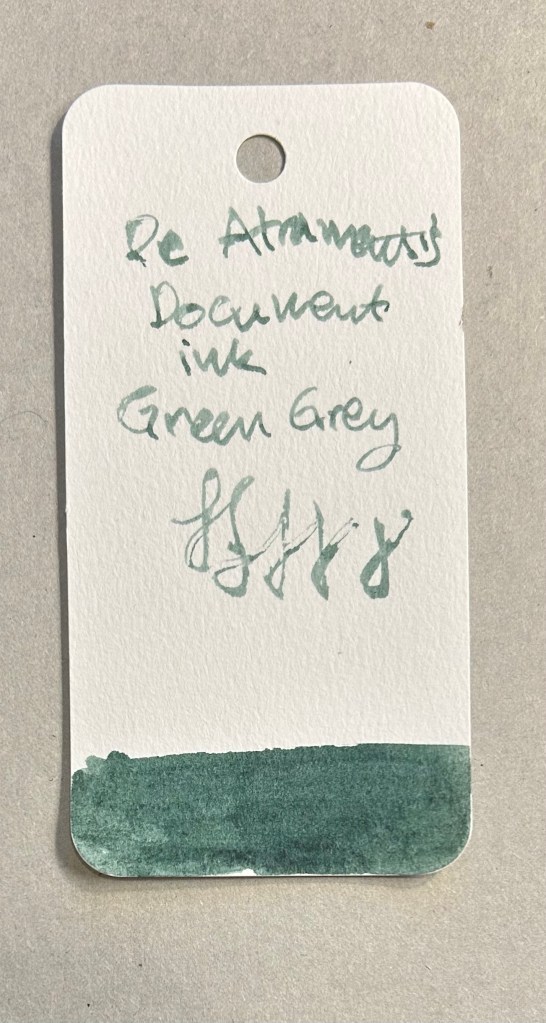 De Atramentis
Document
ink
Green Grey